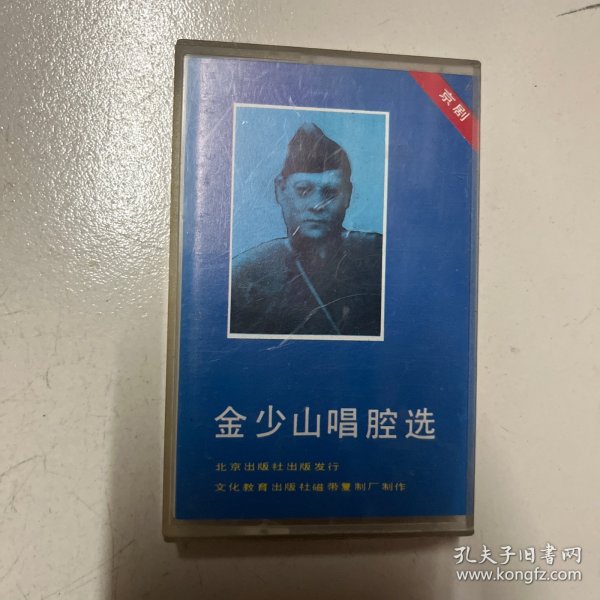 京剧
金少山唱腔选
北京出版社出版发行
文化教育出版社磁带复制厂制作
孔夫子旧书网
www.kongfz.com